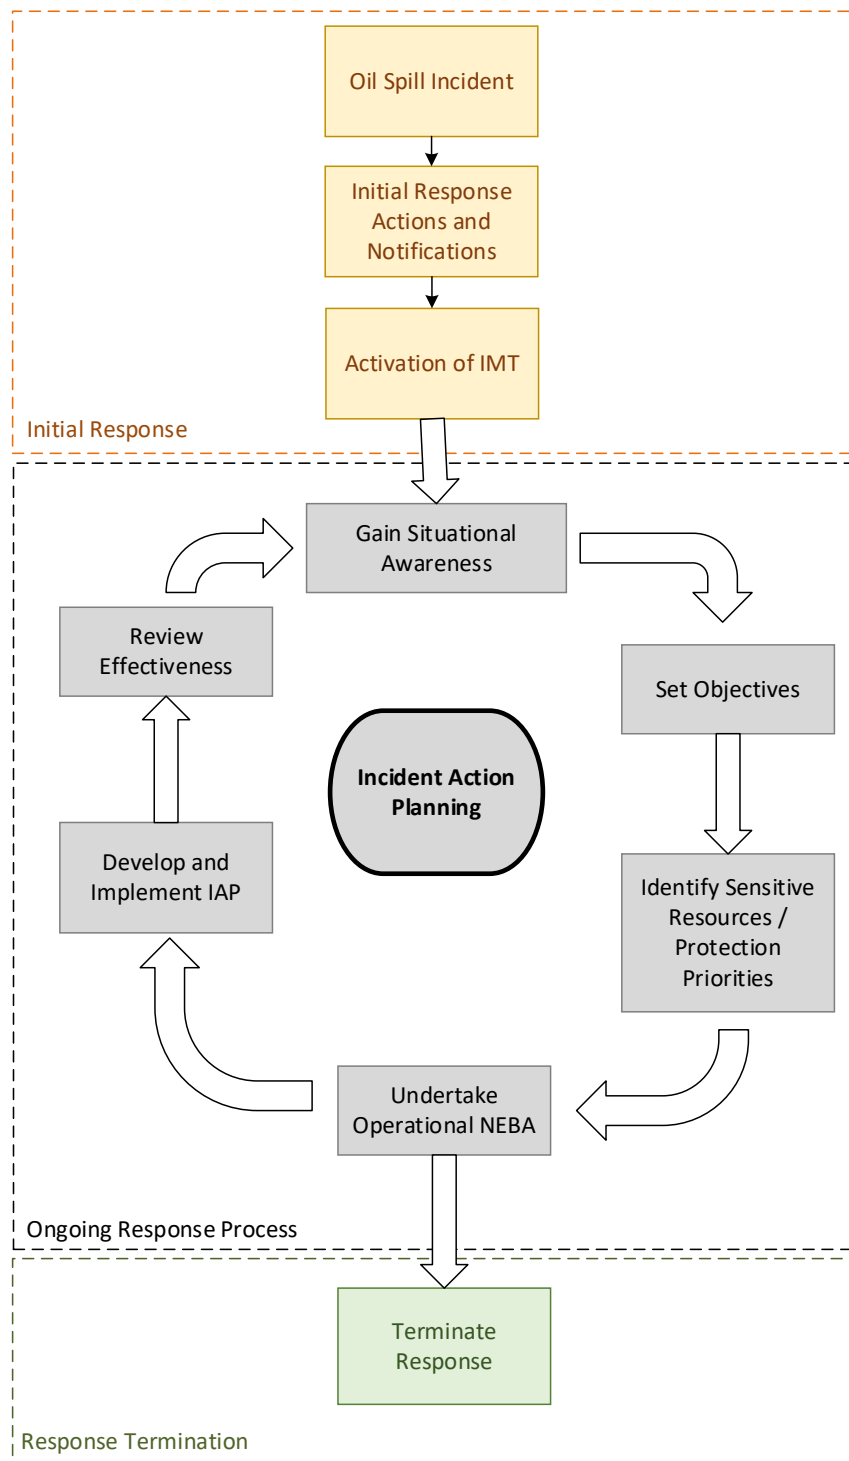 Oil Spill Incident
Initial Response
Actions and
Notifications
Activation of IMT
Initial Response
Gain Situational
Awareness
Review
Effectiveness
Set Objectives
Incident Action
Planning
Develop and
Implement IAP
Identify Sensitive
Resources /
Protection
Priorities
Undertake
Operational NEBA
Ongoing Response Process
Terminate
Response
Response Termination